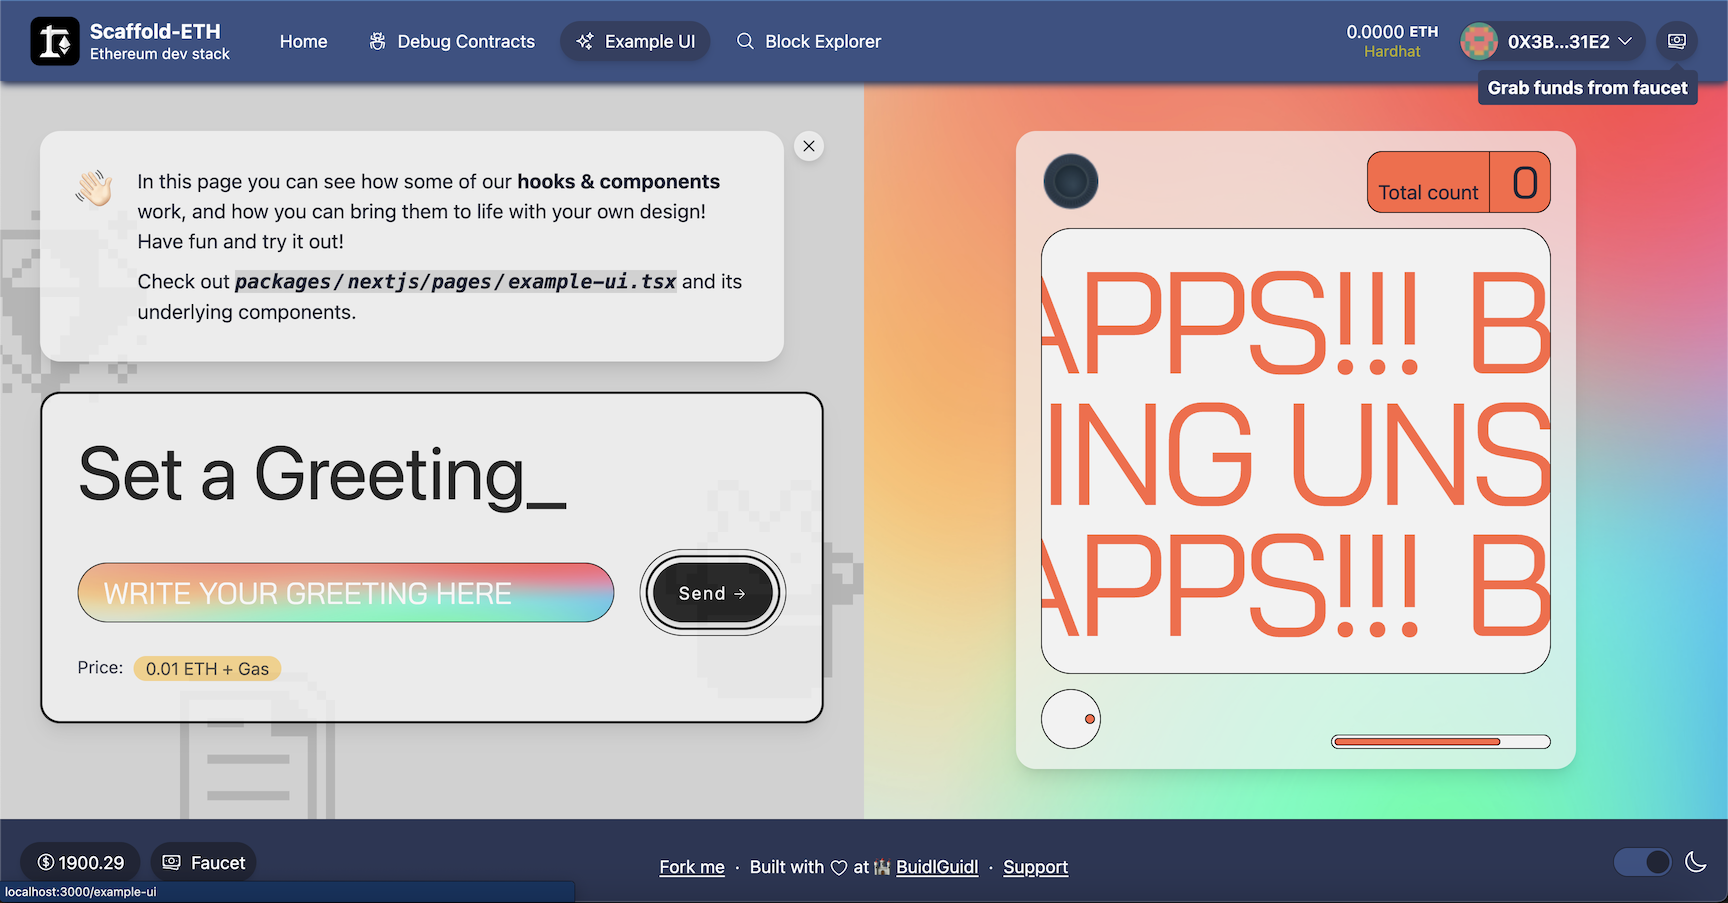 Scaffold-ETH
Ethereum dev stack
Home
Debug Contracts
Example UI
Block Explorer
0.0000 ETH
Hardhat
0X3B...31E2
Grab funds from faucet
In this page you can see how some of our hooks & components
work, and how you can bring them to life with your own design!
Have fun and try it out!
Check out packages/nextjs/pages/example-ui.tsx and its
underlying components.
Set a Greeting_
WRITE YOUR GREETING HERE
Send →
Price: 0.01 ETH + Gas
Total count 0
APPS!!! B
ING UNS
APPS!!! B
1900.29
Faucet
Fork me · Built with ♡ at BuidlGuidl · Support
localhost:3000/example-ui